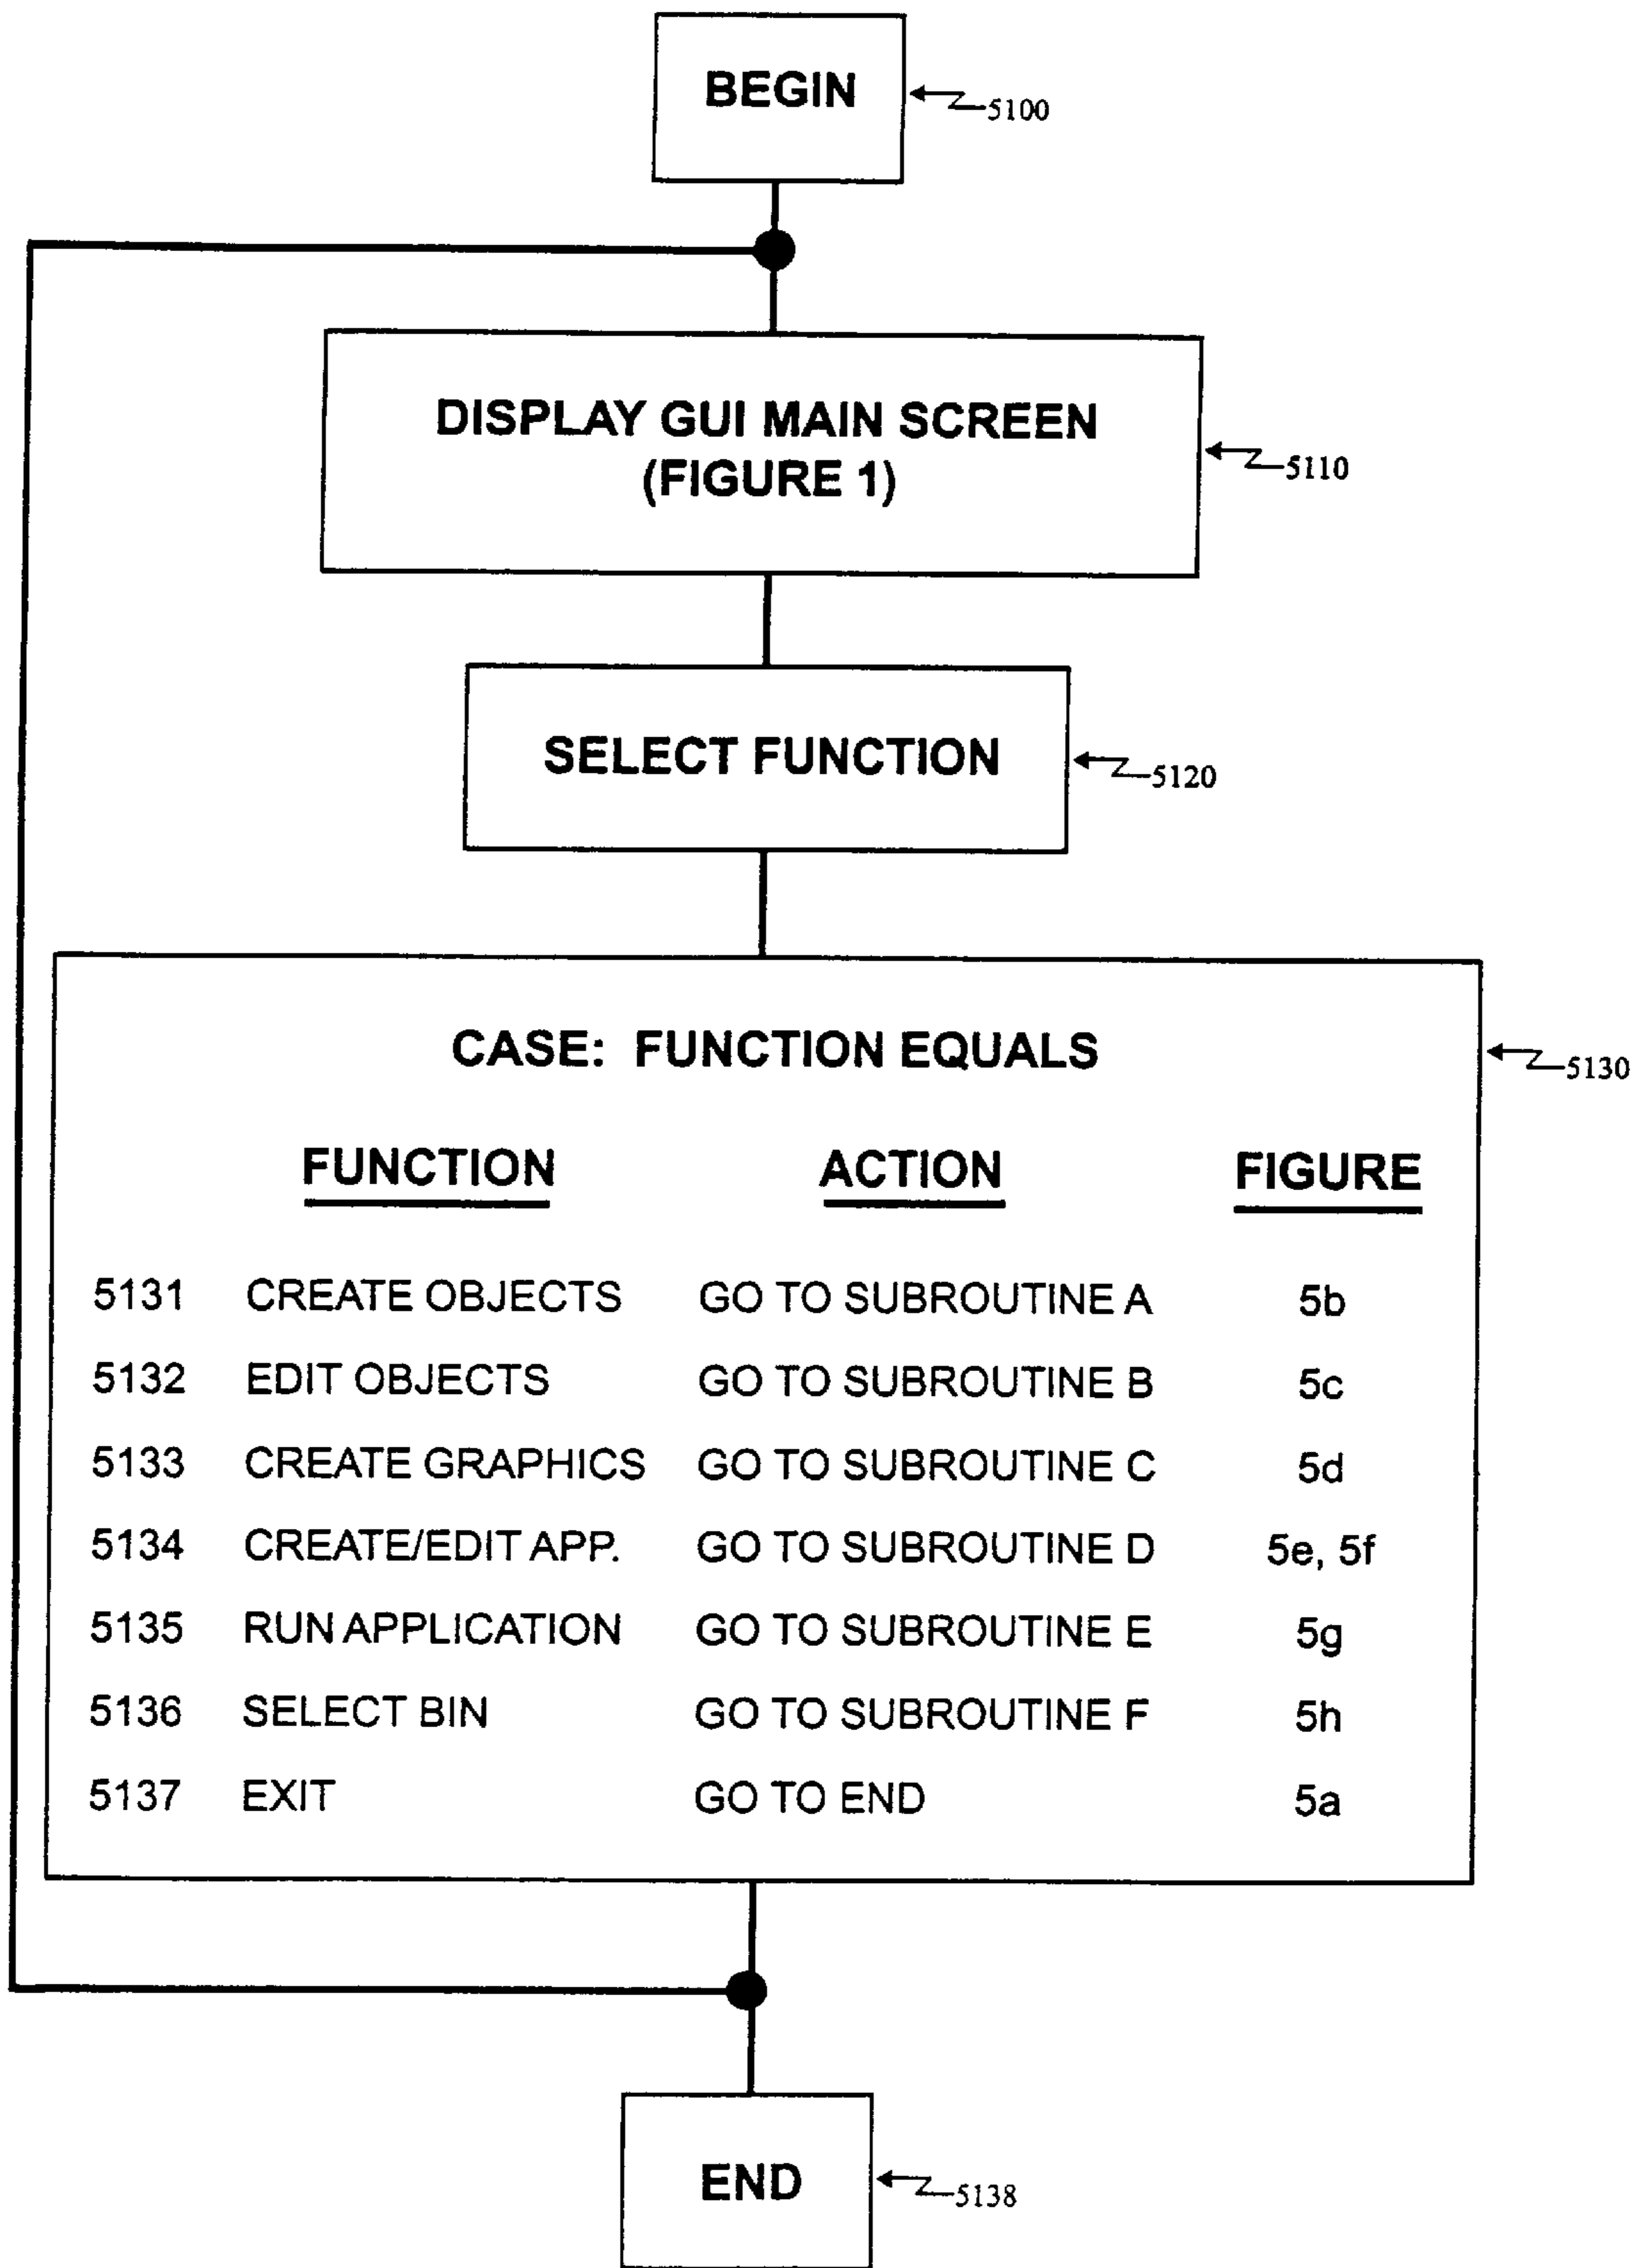 BEGIN
5100
DISPLAY GUI MAIN SCREEN
(FIGURE 1)
5110
SELECT FUNCTION
5120
CASE: FUNCTION EQUALS
5130
FUNCTION ACTION FIGURE
5131 CREATE OBJECTS GO TO SUBROUTINE A 5b
5132 EDIT OBJECTS GO TO SUBROUTINE B 5c
5133 CREATE GRAPHICS GO TO SUBROUTINE C 5d
5134 CREATE/EDIT APP. GO TO SUBROUTINE D 5e, 5f
5135 RUN APPLICATION GO TO SUBROUTINE E 5g
5136 SELECT BIN GO TO SUBROUTINE F 5h
5137 EXIT GO TO END 5a
END
5138